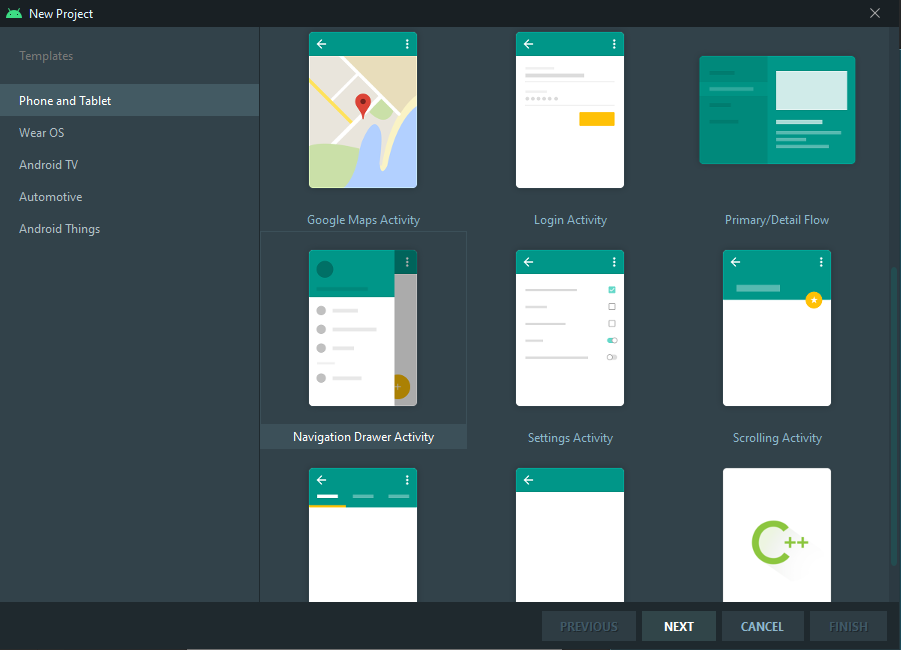 New Project
Templates
Phone and Tablet
Wear OS
Android TV
Automotive
Android Things
Google Maps Activity
Login Activity
Primary/Detail Flow
Navigation Drawer Activity
Settings Activity
Scrolling Activity
C++
PREVIOUS
NEXT
CANCEL
FINISH